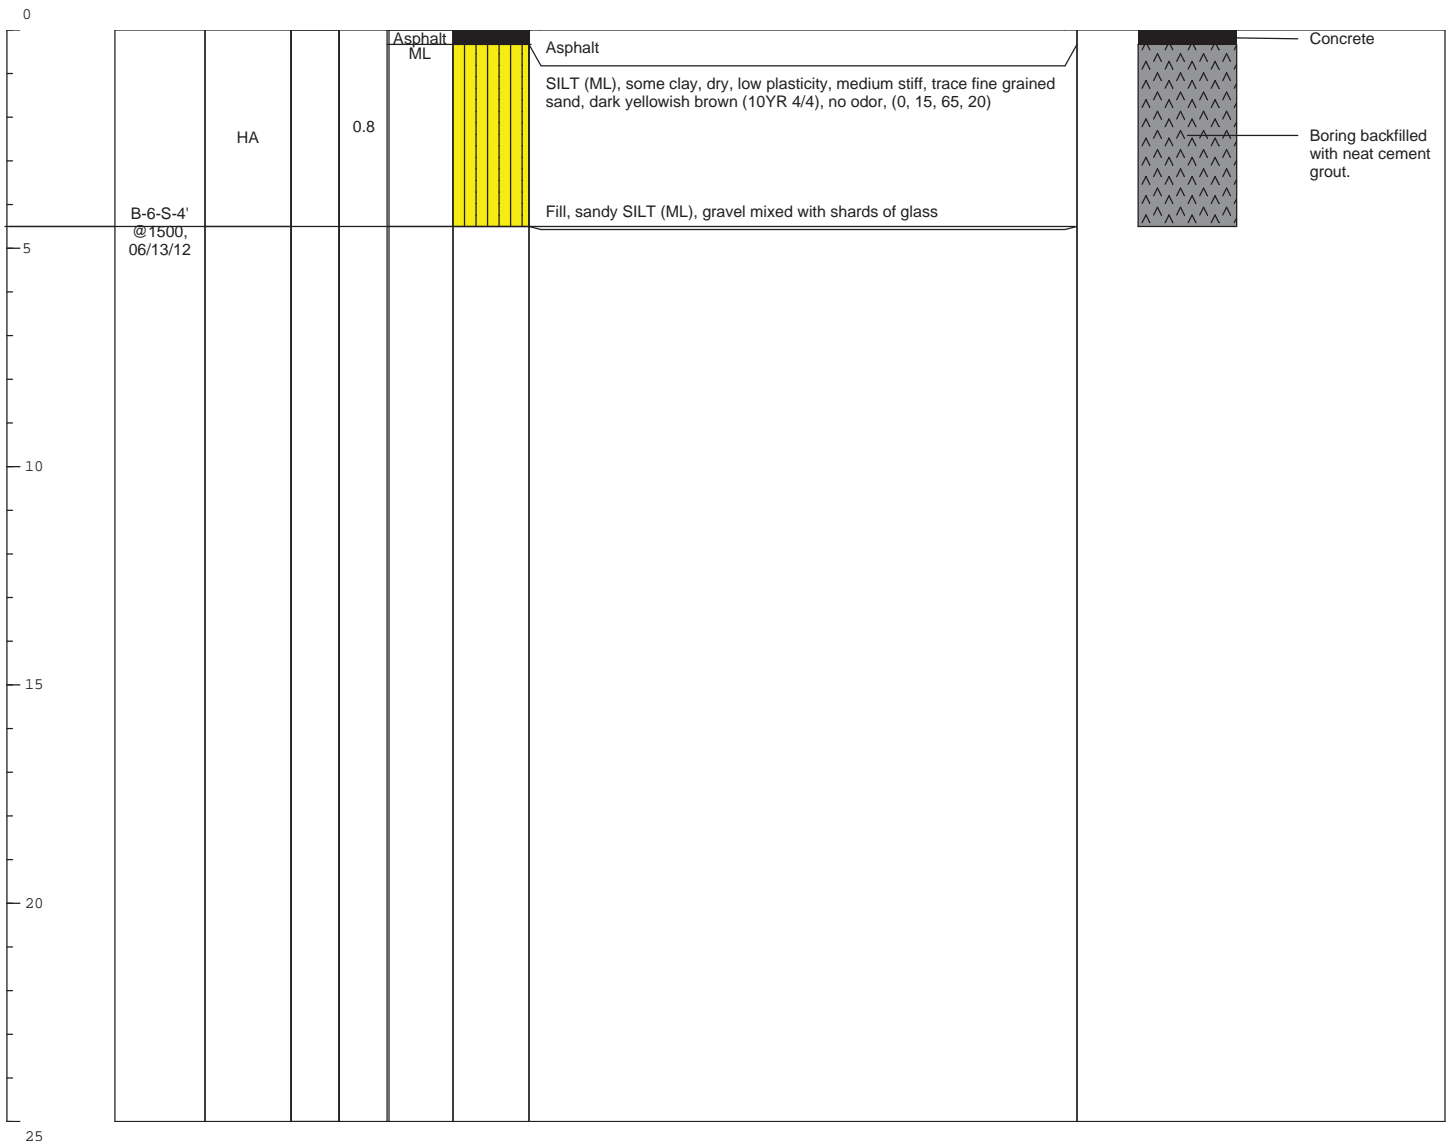 0
Asphalt
ML
Asphalt
Concrete
SILT (ML), some clay, dry, low plasticity, medium stiff, trace fine grained
sand, dark yellowish brown (10YR 4/4), no odor, (0, 15, 65, 20)
HA
0.8
Boring backfilled
with neat cement
grout.
Fill, sandy SILT (ML), gravel mixed with shards of glass
B-6-S-4'
@1500,
06/13/12
5
10
15
20
25